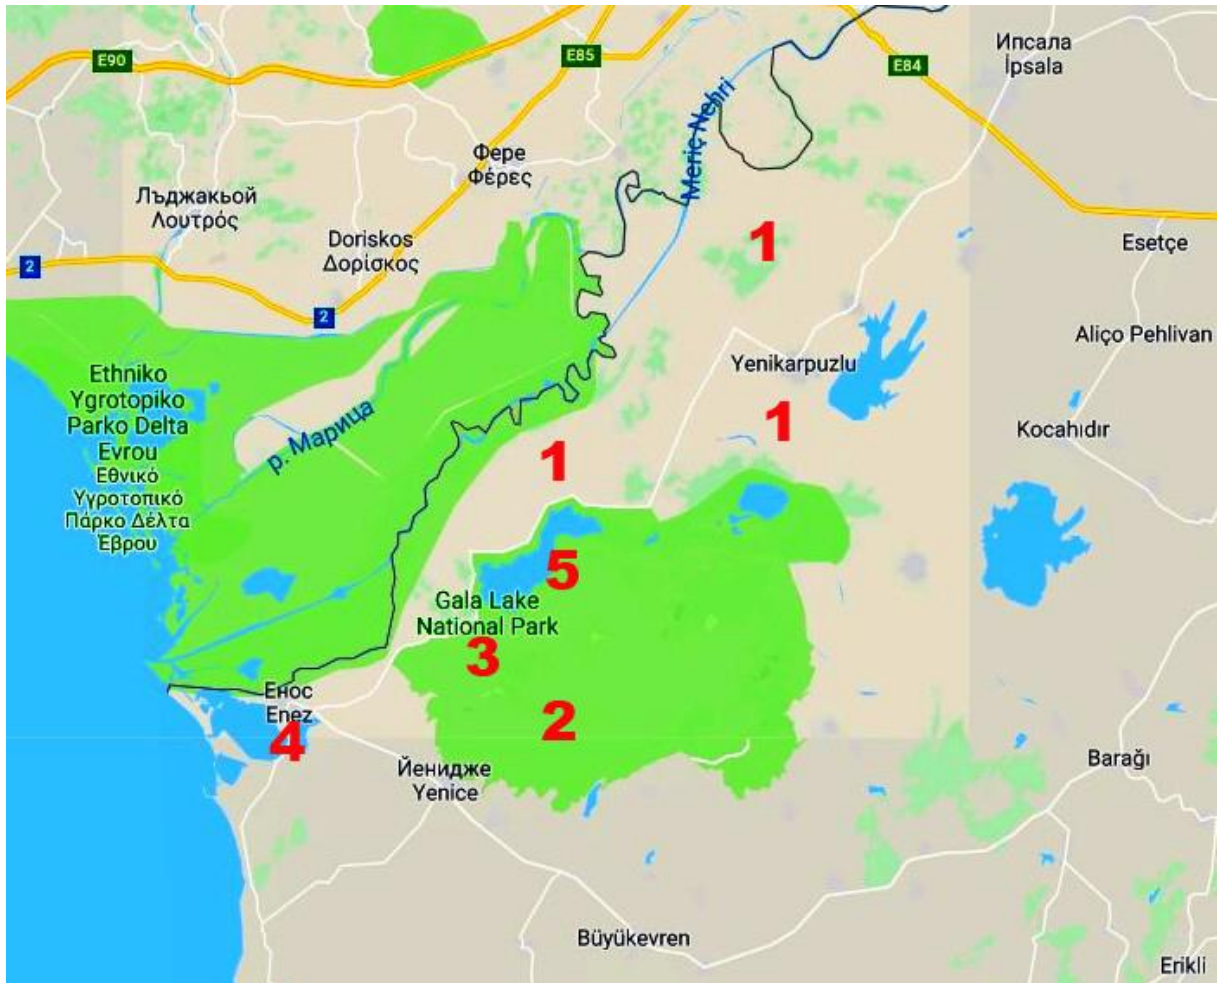 E90
E85
E84
Ипсала
İpsala
Meriç Nehri
Фере
Φέρες
Лъджакьой
Λουτρός
Doriskos
Δορίσκος
1
Esetçe
2
2
Aliço Pehlivan
Yenikarpuzlu
Ethniko
Ygrotopiko
Parko Delta
Evrou
Εθνικό
Υγροτοπικό
Πάρκο Δέλτα
Έβρου
р. Марица
1
Kocahıdır
1
5
Gala Lake
National Park
3
Енос
Enez
4
2
Йенидже
Yenice
Barağı
Büyükevren
Erikli